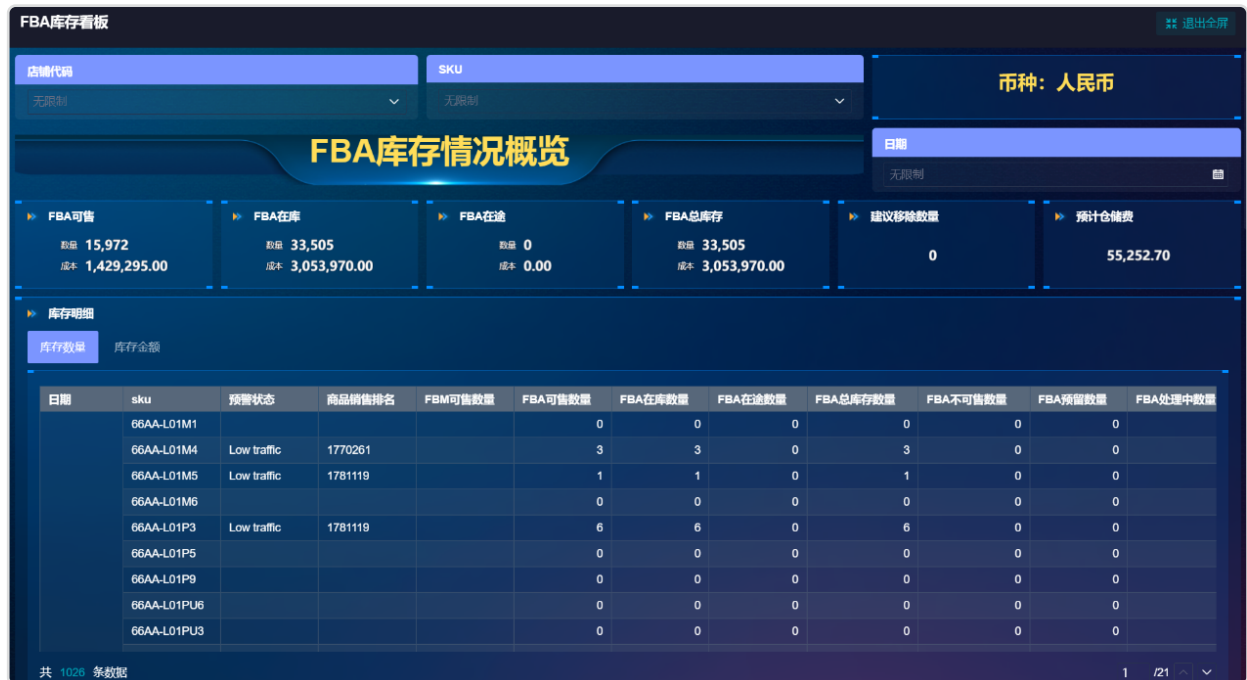 FBA库存看板
退出全屏
店铺代码
SKU
币种：人民币
无限制
无限制
FBA库存情况概览
日期
无限制
FBA可售
FBA在库
FBA在途
FBA总库存
建议移除数量
预计仓储费
数量 15,972
数量 33,505
数量 0
数量 33,505
0
55,252.70
成本 1,429,295.00
成本 3,053,970.00
成本 0.00
成本 3,053,970.00
库存明细
库存数量 库存金额
日期 sku 预警状态 商品销售排名 FBM可售数量 FBA可售数量 FBA在库数量 FBA在途数量 FBA总库存数量 FBA不可售数量 FBA预留数量 FBA处理中数量
66AA-L01M1 0 0 0 0 0 0
66AA-L01M4 Low traffic 1770261 3 3 0 3 0 0
66AA-L01M5 Low traffic 1781119 1 1 0 1 0 0
66AA-L01M6 0 0 0 0 0 0
66AA-L01P3 Low traffic 1781119 6 6 0 6 0 0
66AA-L01P5 0 0 0 0 0 0
66AA-L01P9 0 0 0 0 0 0
66AA-L01PU6 0 0 0 0 0 0
66AA-L01PU3 0 0 0 0 0 0
共 1026 条数据
1 /21